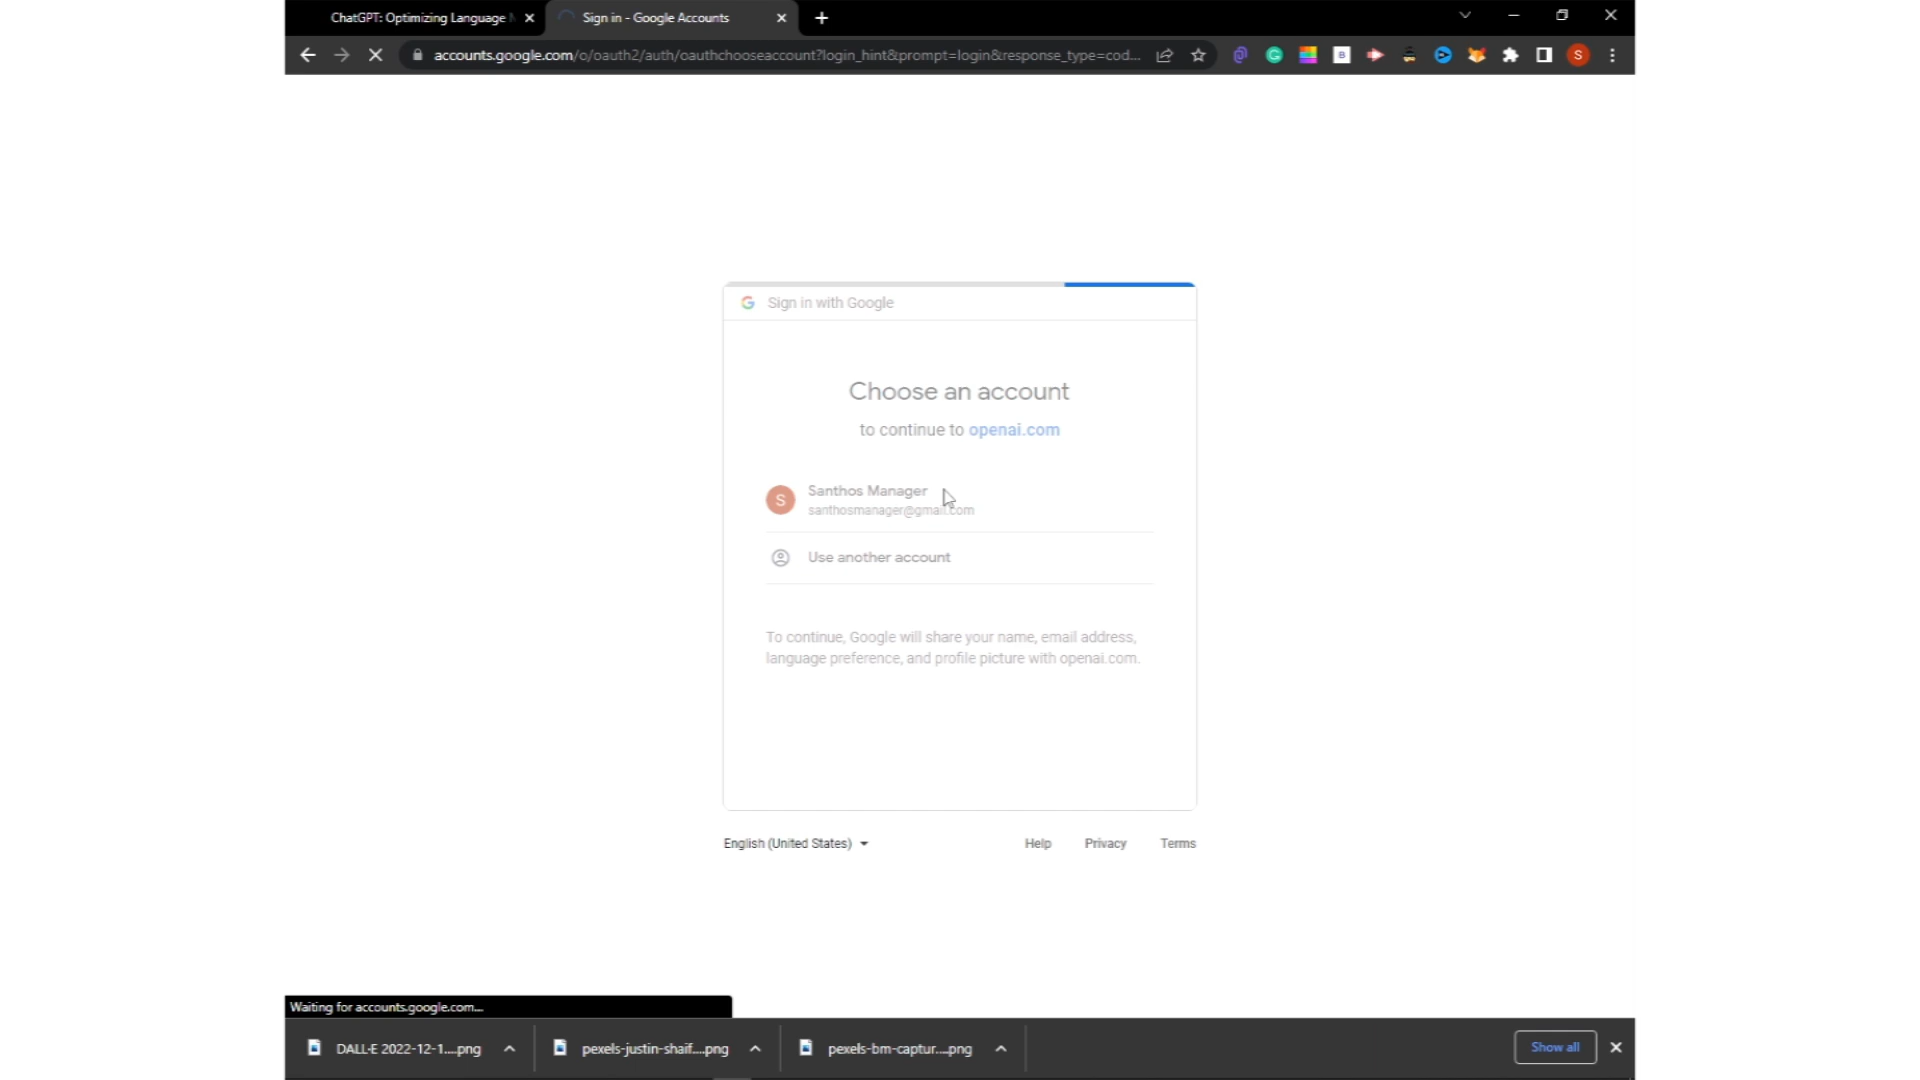 ChatGPT: Optimizing Language
Sign in - Google Accounts
accounts.google.com/o/oauth2/auth/oauthchooseaccount?login_hint&prompt=login&response_type=cod...
S
Sign in with Google
Choose an account
to continue to openai.com
S
Santhos Manager
santhosmanager@gmail.com
Use another account
To continue, Google will share your name, email address,
language preference, and profile picture with openai.com.
English (United States)
Help
Privacy
Terms
Waiting for accounts.google.com...
DALL·E 2022-12-1....png
pexels-justin-shaif....png
pexels-bm-captur....png
Show all